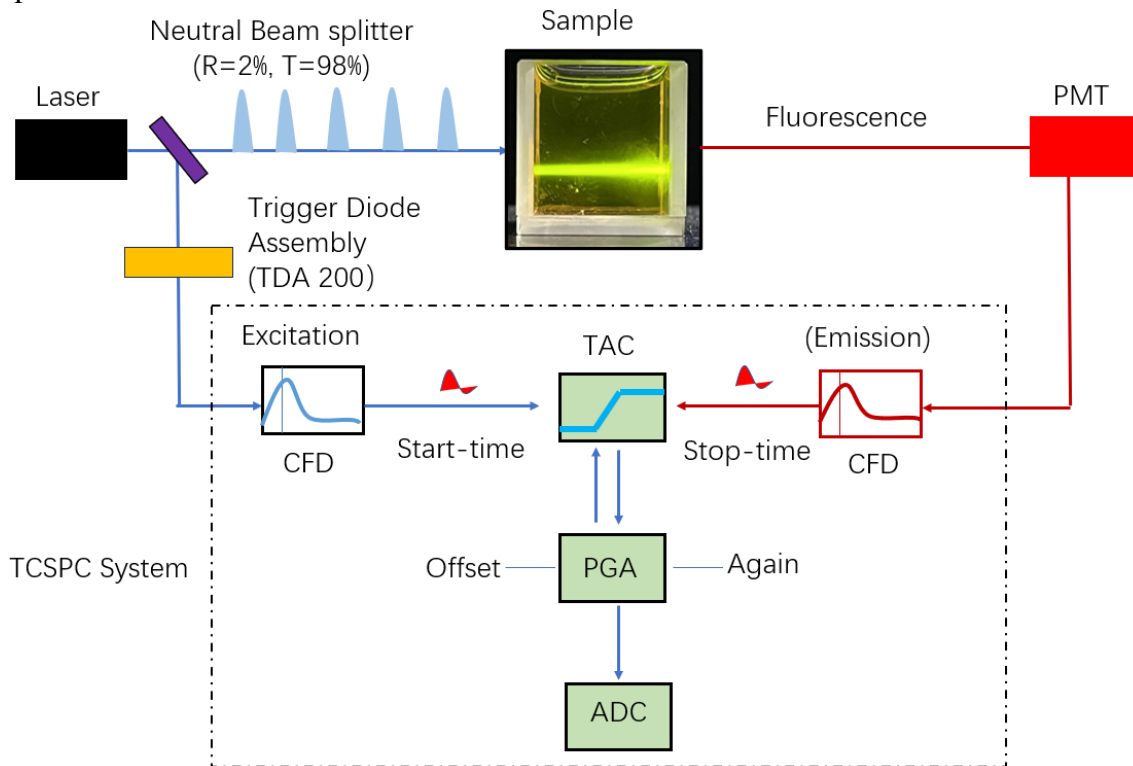 Neutral Beam splitter
(R=2%, T=98%)
Sample
Laser
PMT
Fluorescence
Trigger Diode
Assembly
(TDA 200)
Excitation
TAC
(Emission)
Start-time
Stop-time
CFD
CFD
TCSPC System
Offset
PGA
Again
ADC